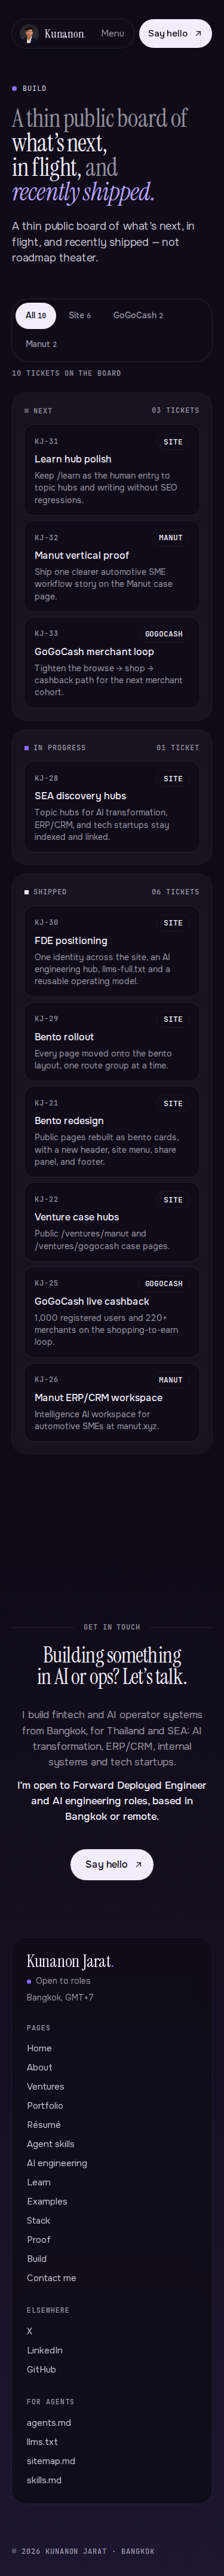 Kunanon.
Menu
Say hello ↗
BUILD
A thin public board of
what's next,
in flight, and
recently shipped.
A thin public board of what's next, in
flight, and recently shipped — not
roadmap theater.
All 10
Site 6
GoGoCash 2
Manut 2
10 TICKETS ON THE BOARD
NEXT
03 TICKETS
KJ-31
SITE
Learn hub polish
Keep /learn as the human entry to
topic hubs and writing without SEO
regressions.
KJ-32
MANUT
Manut vertical proof
Ship one clearer automotive SME
workflow story on the Manut case
page.
KJ-33
GOGOCASH
GoGoCash merchant loop
Tighten the browse → shop →
cashback path for the next merchant
cohort.
IN PROGRESS
01 TICKET
KJ-28
SITE
SEA discovery hubs
Topic hubs for AI transformation,
ERP/CRM, and tech startups stay
indexed and linked.
SHIPPED
06 TICKETS
KJ-30
SITE
FDE positioning
One identity across the site, an AI
engineering hub, llms-full.txt and a
reusable operating model.
KJ-29
SITE
Bento rollout
Every page moved onto the bento
layout, one route group at a time.
KJ-21
SITE
Bento redesign
Public pages rebuilt as bento cards,
with a new header, site menu, share
panel, and footer.
KJ-22
SITE
Venture case hubs
Public /ventures/manut and
/ventures/gogocash case pages.
KJ-25
GOGOCASH
GoGoCash live cashback
1,000 registered users and 220+
merchants on the shopping-to-earn
loop.
KJ-26
MANUT
Manut ERP/CRM workspace
Intelligence AI workspace for
automotive SMEs at manut.xyz.
GET IN TOUCH
Building something
in AI or ops? Let's talk.
I build fintech and AI operator systems
from Bangkok, for Thailand and SEA: AI
transformation, ERP/CRM, internal
systems and tech startups.
I'm open to Forward Deployed Engineer
and AI engineering roles, based in
Bangkok or remote.
Say hello ↗
Kunanon Jarat.
Open to roles
Bangkok, GMT+7
PAGES
Home
About
Ventures
Portfolio
Résumé
Agent skills
AI engineering
Learn
Examples
Stack
Proof
Build
Contact me
ELSEWHERE
X
LinkedIn
GitHub
FOR AGENTS
agents.md
llms.txt
sitemap.md
skills.md
© 2026 KUNANON JARAT · BANGKOK